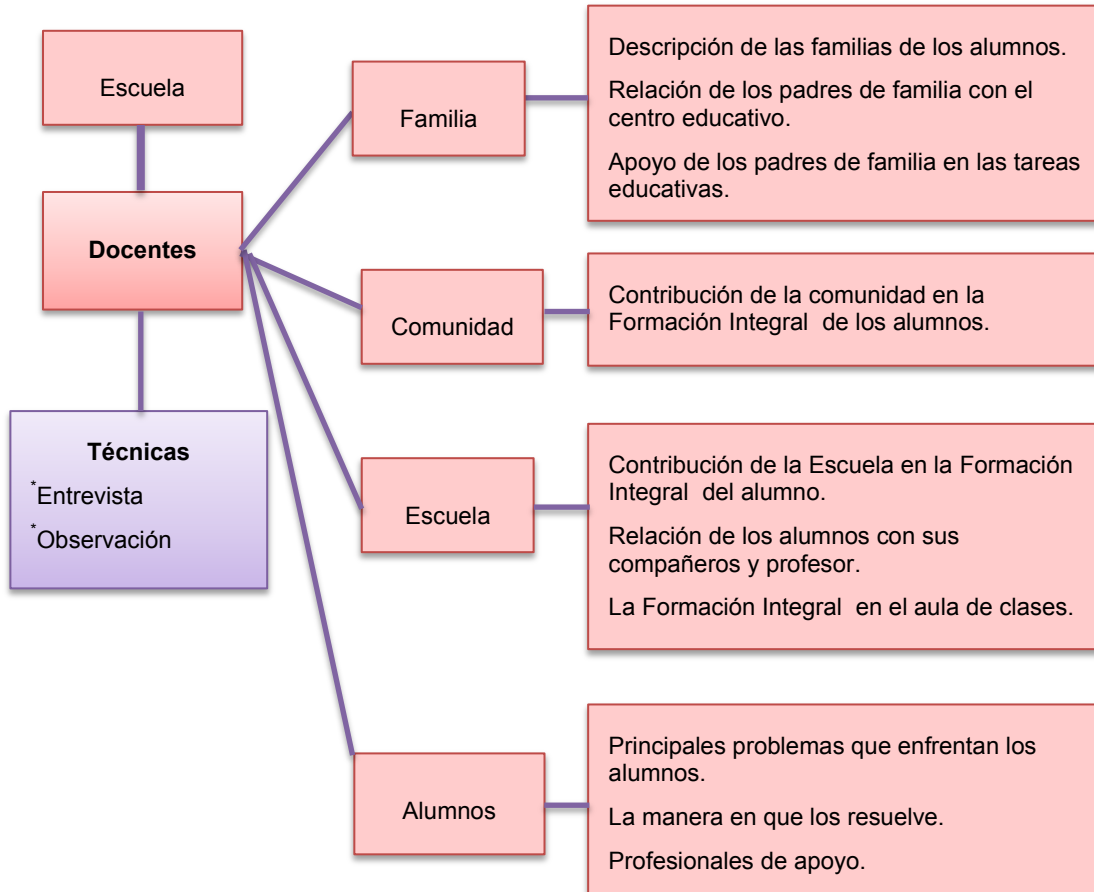 Escuela
Docentes
Técnicas
*Entrevista
*Observación
Familia
Descripción de las familias de los alumnos.
Relación de los padres de familia con el
centro educativo.
Apoyo de los padres de familia en las tareas
educativas.
Comunidad
Contribución de la comunidad en la
Formación Integral de los alumnos.
Escuela
Contribución de la Escuela en la Formación
Integral del alumno.
Relación de los alumnos con sus
compañeros y profesor.
La Formación Integral en el aula de clases.
Alumnos
Principales problemas que enfrentan los
alumnos.
La manera en que los resuelve.
Profesionales de apoyo.